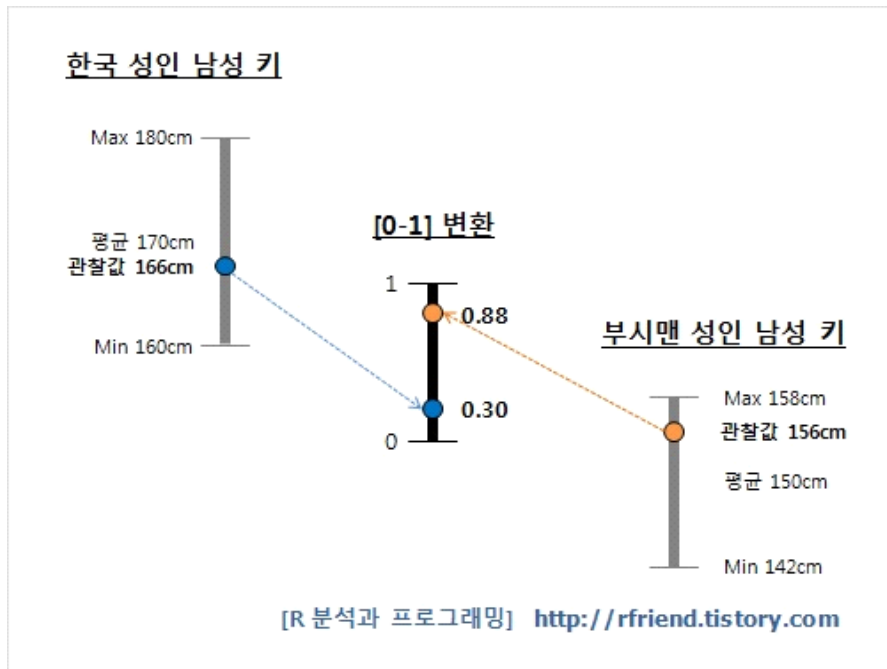 한국 성인 남성 키
Max 180cm
평균 170cm
관찰값 166cm
Min 160cm
[0-1] 변환
1
0.88
0.30
0
부시맨 성인 남성 키
Max 158cm
관찰값 156cm
평균 150cm
Min 142cm
[R 분석과 프로그래밍] http://rfriend.tistory.com